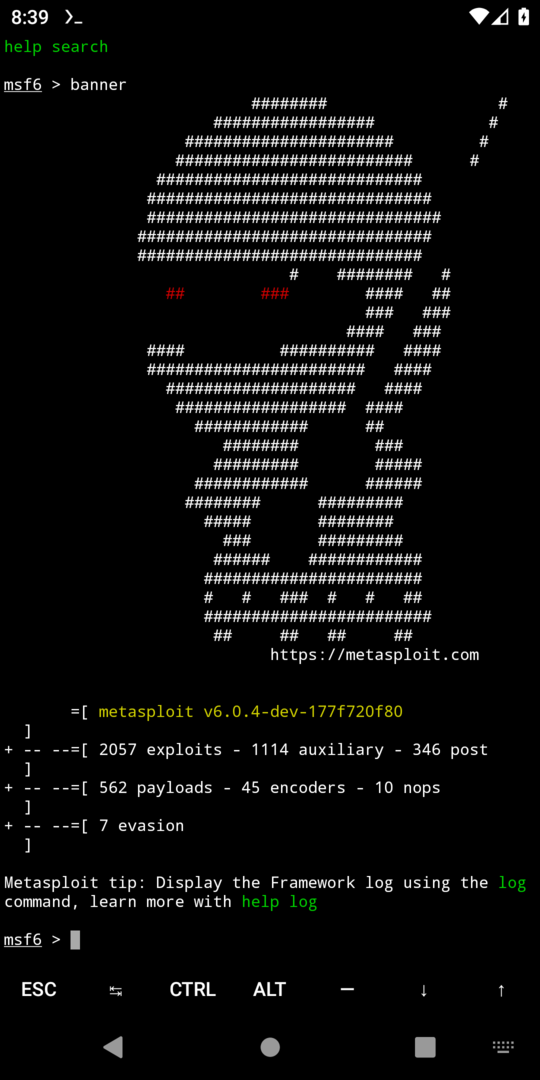 8:39
help search
msf6 > banner
https://metasploit.com
=[ metasploit v6.0.4-dev-177f720f80
]
+ -- --=[ 2057 exploits - 1114 auxiliary - 346 post
]
+ -- --=[ 562 payloads - 45 encoders - 10 nops
]
+ -- --=[ 7 evasion
]
Metasploit tip: Display the Framework log using the log
command, learn more with help log
msf6 >
ESC CTRL ALT — ↓ ↑